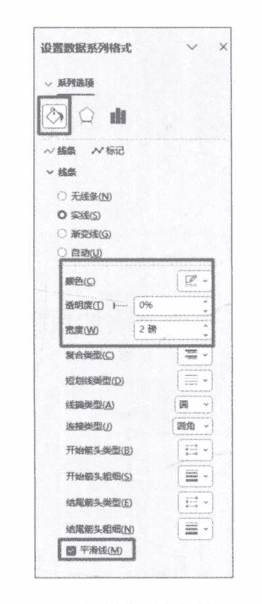 设置数据系列格式
系列选项
线条 标记
线条
无线条(N)
实线(S)
渐变线(G)
自动(U)
颜色(C)
透明度(T) 0%
宽度(W) 2 磅
复合类型(C)
短划线类型(D)
线端类型(A) 圆
连接类型(J) 圆角
开始箭头类型(B)
开始箭头粗细(S)
结尾箭头类型(E)
结尾箭头粗细(N)
平滑线(M)